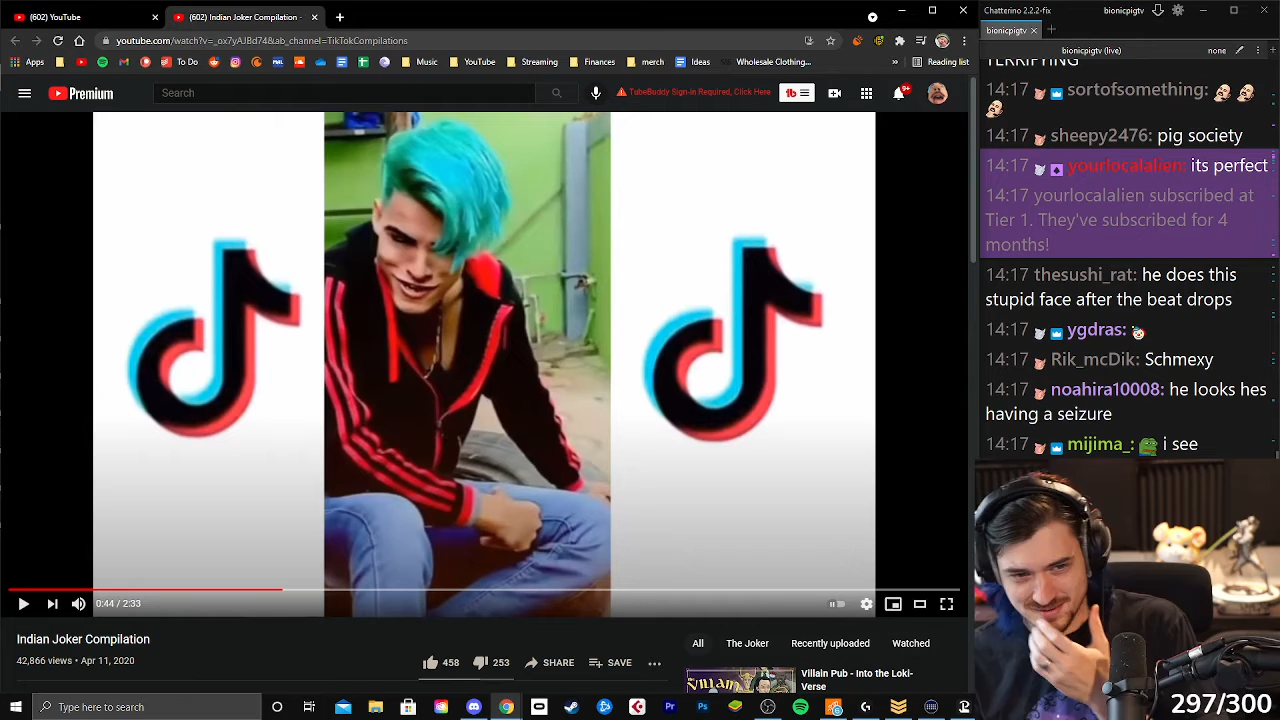 (602) YouTube
(602) Indian Joker Compilation -
Chatterino 2.2.2-fix
bionicpigtv
youtube.com/watch?v=_ox7yAJBd74&ab_channel=TikTokCompilations
bionicpigtv
Apps
To Do
Music
YouTube
Streaming
Finances
merch
Ideas
Wholesale Clothing...
Reading list
bionicpigtv (live)
none
TERRIFYING
Premium
Search
TubeBuddy Sign-in Required, Click Here
tb
9+
14:17 sortofsomething:
14:17 sheepy2476: pig society
14:17 yourlocalalien: its perfect
14:17 yourlocalalien subscribed at
Tier 1. They've subscribed for 4
months!
14:17 thesushi_rat: he does this
stupid face after the beat drops
14:17 ygdras:
14:17 Rik_mcDik: Schmexy
14:17 noahira10008: he looks hes
having a seizure
14:17 mijima_: i see
0:44 / 2:33
Indian Joker Compilation
42,866 views • Apr 11, 2020
458
253
SHARE
SAVE
All
The Joker
Recently uploaded
Watched
Villain Pub - Into the Loki-
Verse
Type here to search
297/300